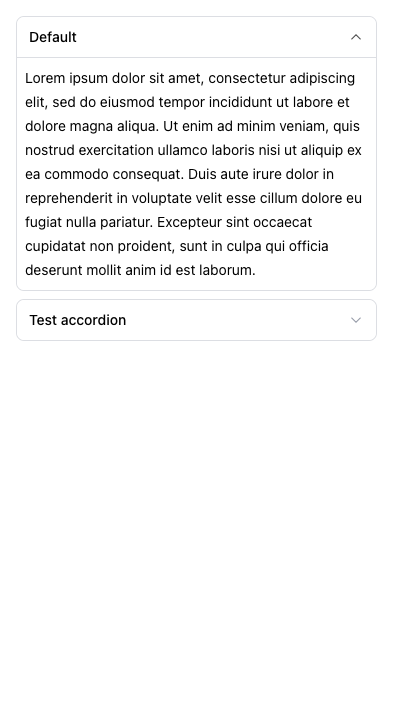 Default
Lorem ipsum dolor sit amet, consectetur adipiscing
elit, sed do eiusmod tempor incididunt ut labore et
dolore magna aliqua. Ut enim ad minim veniam, quis
nostrud exercitation ullamco laboris nisi ut aliquip ex
ea commodo consequat. Duis aute irure dolor in
reprehenderit in voluptate velit esse cillum dolore eu
fugiat nulla pariatur. Excepteur sint occaecat
cupidatat non proident, sunt in culpa qui officia
deserunt mollit anim id est laborum.
Test accordion